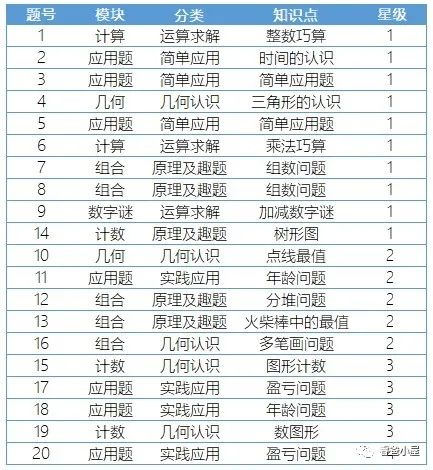 题号 模块 分类 知识点 星级
1 计算 运算求解 整数巧算 1
2 应用题 简单应用 时间的认识 1
3 应用题 简单应用 简单应用题 1
4 几何 几何认识 三角形的认识 1
5 应用题 简单应用 简单应用题 1
6 计算 运算求解 乘法巧算 1
7 组合 原理及趣题 组数问题 1
8 组合 原理及趣题 组数问题 1
9 数字谜 运算求解 加减数字谜 1
14 计数 原理及趣题 树形图 1
10 几何 几何认识 点线最值 2
11 应用题 实践应用 年龄问题 2
12 组合 原理及趣题 分堆问题 2
13 组合 原理及趣题 火柴棒中的最值 2
16 组合 几何认识 多笔画问题 2
15 计数 几何认识 图形计数 3
17 应用题 实践应用 盈亏问题 3
18 应用题 实践应用 年龄问题 3
19 计数 几何认识 数图形 3
20 应用题 实践应用 盈亏问题